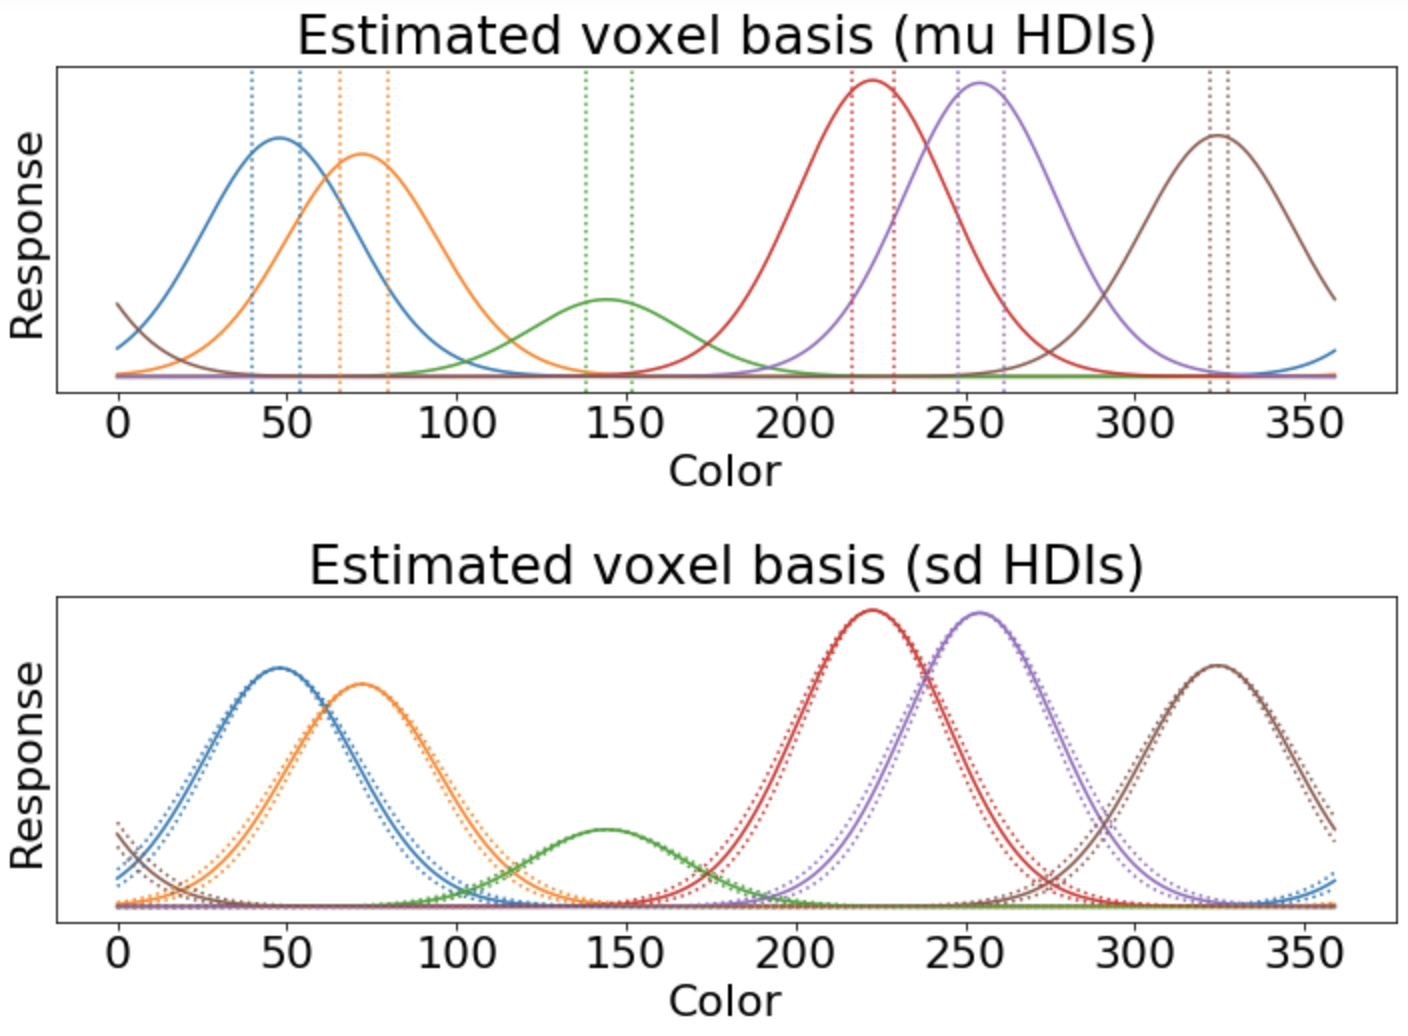 Estimated voxel basis (mu HDIs)
Response
0 50 100 150 200 250 300 350
Color
Estimated voxel basis (sd HDIs)
Response
0 50 100 150 200 250 300 350
Color